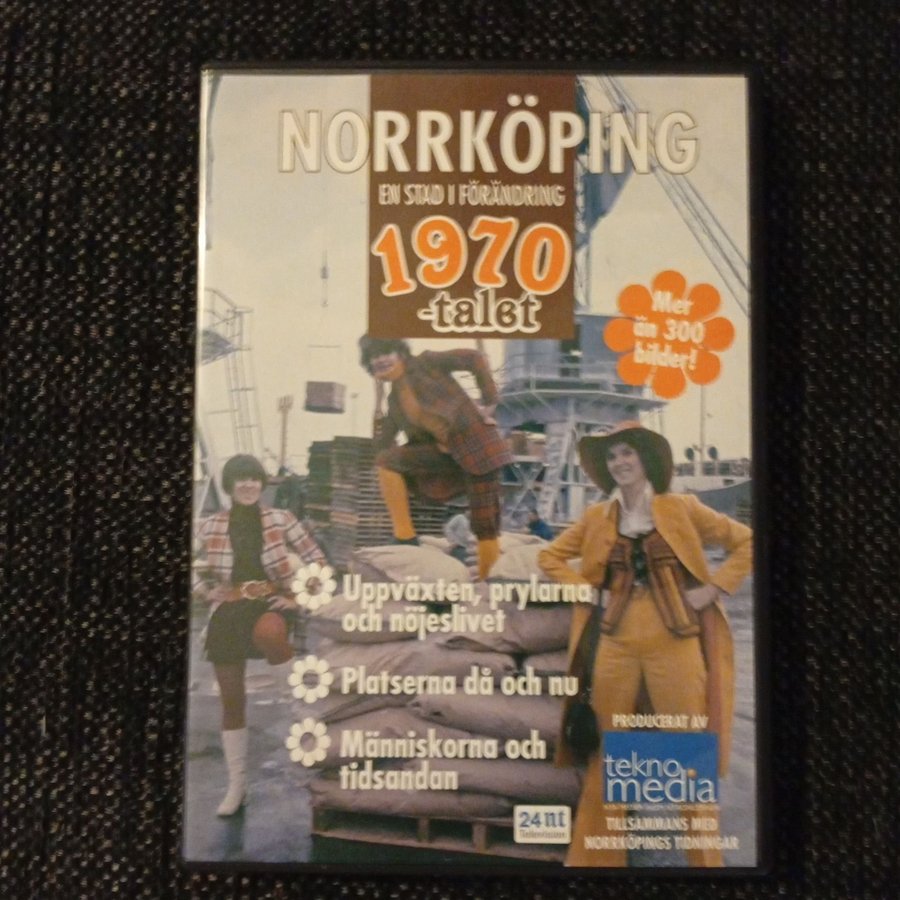 NORRKÖPING
EN STAD I FÖRÄNDRING
1970
-talet
Mer
än 300
bilder!
Uppväxten, prylarna
och nöjeslivet
Platserna då och nu
Människorna och
tidsandan
PRODUCERAT AV
tekno
media
24nt
Television
TILLSAMMANS MED
NORRKÖPINGS TIDNINGAR